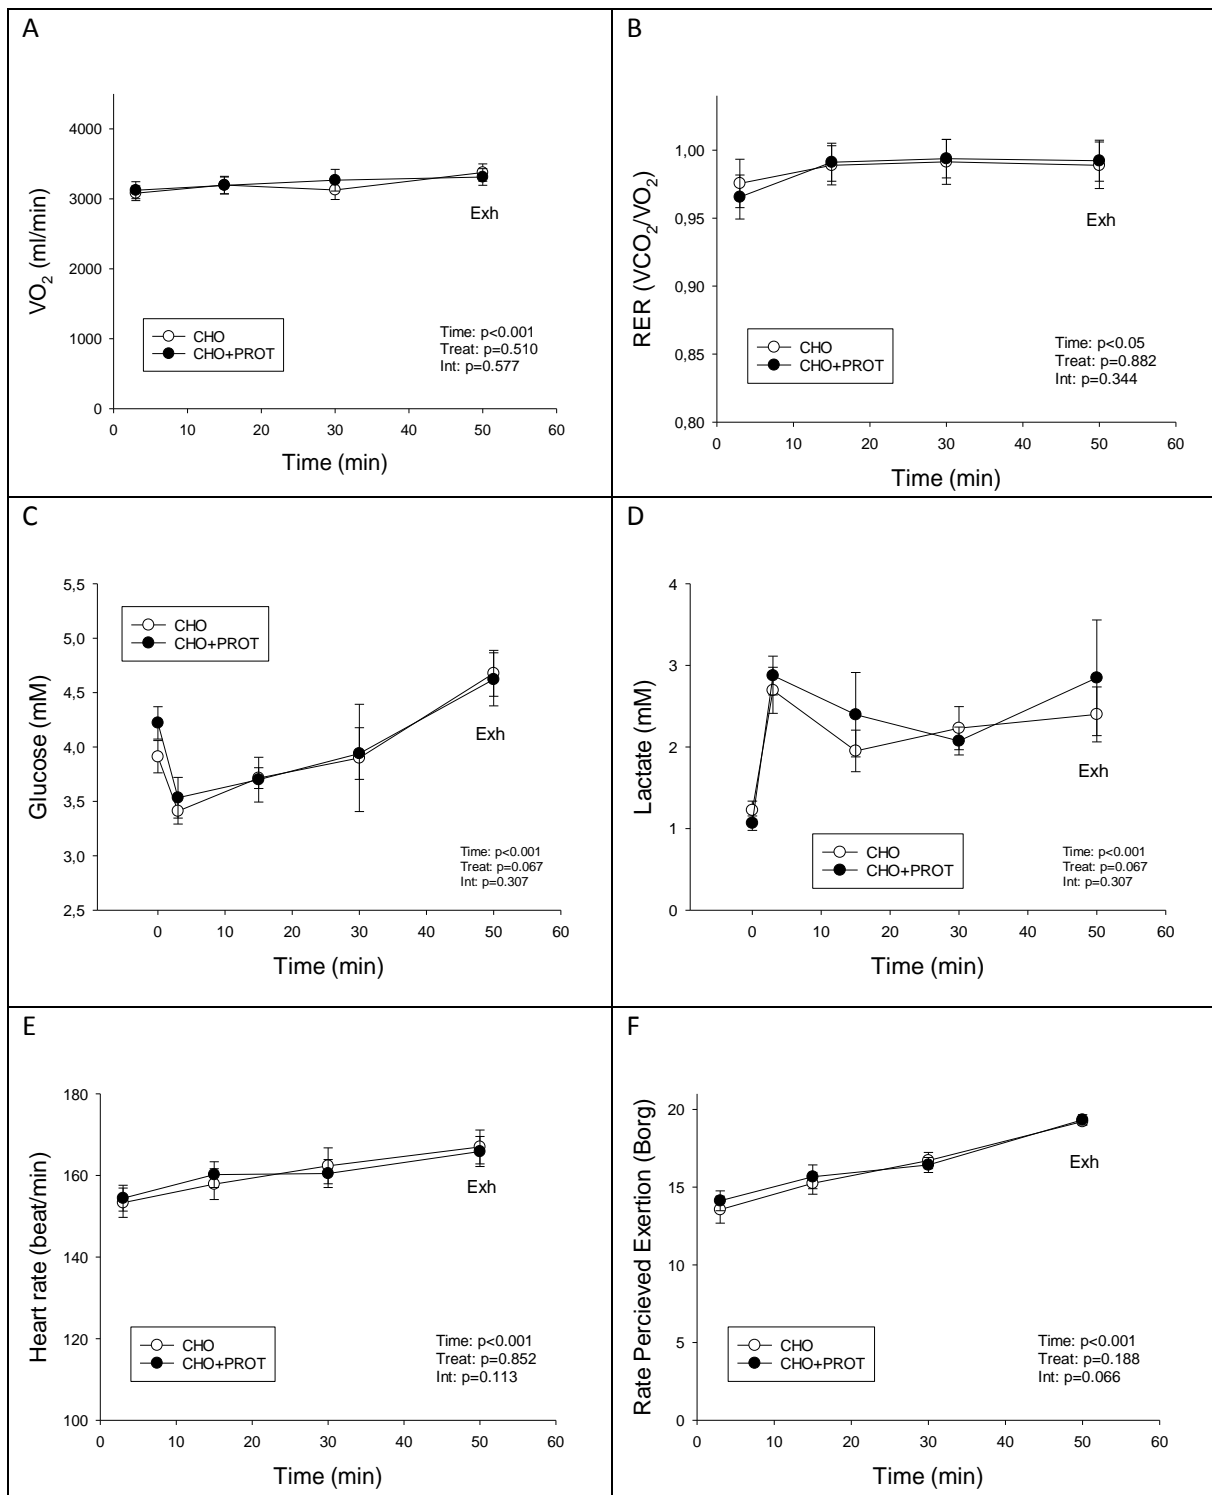 A
4000
3000
2000
1000
0
VO2 (ml/min)
Exh
CHO
CHO+PROT
Time: p<0.001
Treat: p=0.510
Int: p=0.577
0 10 20 30 40 50 60
Time (min)
B
1,00
0,95
0,90
0,85
0,80
RER (VCO2/VO2)
Exh
CHO
CHO+PROT
Time: p<0.05
Treat: p=0.882
Int: p=0.344
0 10 20 30 40 50 60
Time (min)
C
5,5
5,0
4,5
4,0
3,5
3,0
2,5
Glucose (mM)
CHO
CHO+PROT
Exh
Time: p<0.001
Treat: p=0.067
Int: p=0.307
0 10 20 30 40 50 60
Time (min)
D
4
3
2
1
0
Lactate (mM)
Exh
CHO
CHO+PROT
Time: p<0.001
Treat: p=0.067
Int: p=0.307
0 10 20 30 40 50 60
Time (min)
E
180
160
140
120
100
Heart rate (beat/min)
Exh
CHO
CHO+PROT
Time: p<0.001
Treat: p=0.852
Int: p=0.113
0 10 20 30 40 50 60
Time (min)
F
20
15
10
5
0
Rate Percieved Exertion (Borg)
Exh
CHO
CHO+PROT
Time: p<0.001
Treat: p=0.188
Int: p=0.066
0 10 20 30 40 50 60
Time (min)